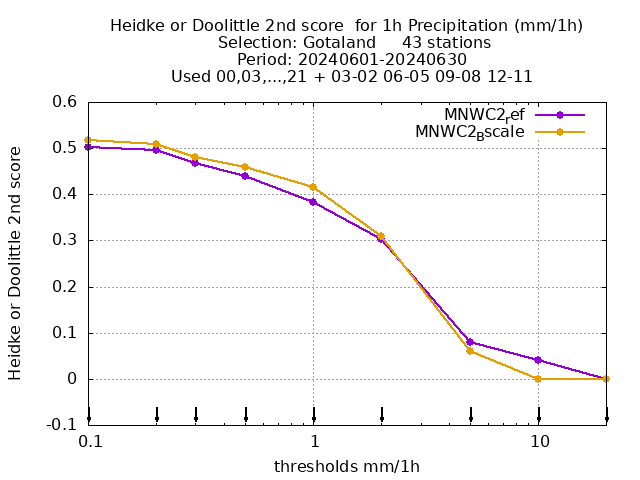 Heidke or Doolittle 2nd score  for 1h Precipitation (mm/1h)
Selection: Gotaland     43 stations
Period: 20240601-20240630
Used 00,03,...,21 + 03-02 06-05 09-08 12-11
MNWC2ref
MNWC2Bscale
Heidke or Doolittle 2nd score
0.6
0.5
0.4
0.3
0.2
0.1
0
-0.1
0.1 1 10
thresholds mm/1h